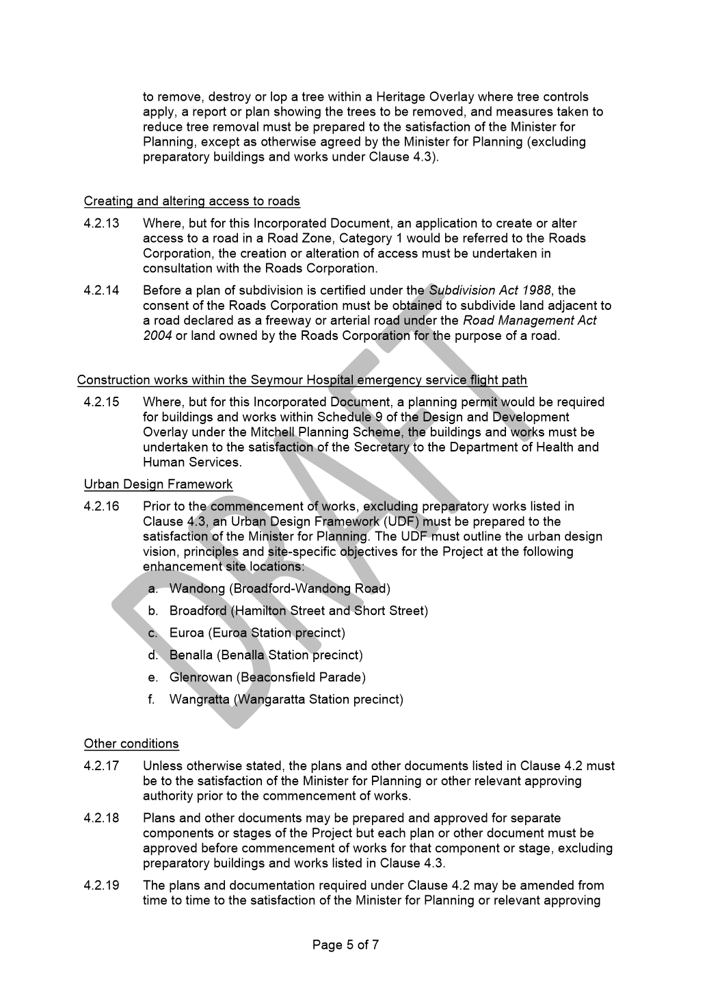 to remove, destroy or lop a tree within a Heritage Overlay where tree controls
apply, a report or plan showing the trees to be removed, and measures taken to
reduce tree removal must be prepared to the satisfaction of the Minister for
Planning, except as otherwise agreed by the Minister for Planning (excluding
preparatory buildings and works under Clause 4.3).
Creating and altering access to roads
4.2.13 Where, but for this Incorporated Document, an application to create or alter
access to a road in a Road Zone, Category 1 would be referred to the Roads
Corporation, the creation or alteration of access must be undertaken in
consultation with the Roads Corporation.
4.2.14 Before a plan of subdivision is certified under the Subdivision Act 1988, the
consent of the Roads Corporation must be obtained to subdivide land adjacent to
a road declared as a freeway or arterial road under the Road Management Act
2004 or land owned by the Roads Corporation for the purpose of a road.
Construction works within the Seymour Hospital emergency service flight path
4.2.15 Where, but for this Incorporated Document, a planning permit would be required
for buildings and works within Schedule 9 of the Design and Development
Overlay under the Mitchell Planning Scheme, the buildings and works must be
undertaken to the satisfaction of the Secretary to the Department of Health and
Human Services.
Urban Design Framework
4.2.16 Prior to the commencement of works, excluding preparatory works listed in
Clause 4.3, an Urban Design Framework (UDF) must be prepared to the
satisfaction of the Minister for Planning. The UDF must outline the urban design
vision, principles and site-specific objectives for the Project at the following
enhancement site locations:
a. Wandong (Broadford-Wandong Road)
b. Broadford (Hamilton Street and Short Street)
c. Euroa (Euroa Station precinct)
d. Benalla (Benalla Station precinct)
e. Glenrowan (Beaconsfield Parade)
f. Wangratta (Wangaratta Station precinct)
Other conditions
4.2.17 Unless otherwise stated, the plans and other documents listed in Clause 4.2 must
be to the satisfaction of the Minister for Planning or other relevant approving
authority prior to the commencement of works.
4.2.18 Plans and other documents may be prepared and approved for separate
components or stages of the Project but each plan or other document must be
approved before commencement of works for that component or stage, excluding
preparatory buildings and works listed in Clause 4.3.
4.2.19 The plans and documentation required under Clause 4.2 may be amended from
time to time to the satisfaction of the Minister for Planning or relevant approving
Page 5 of 7
DRAFT